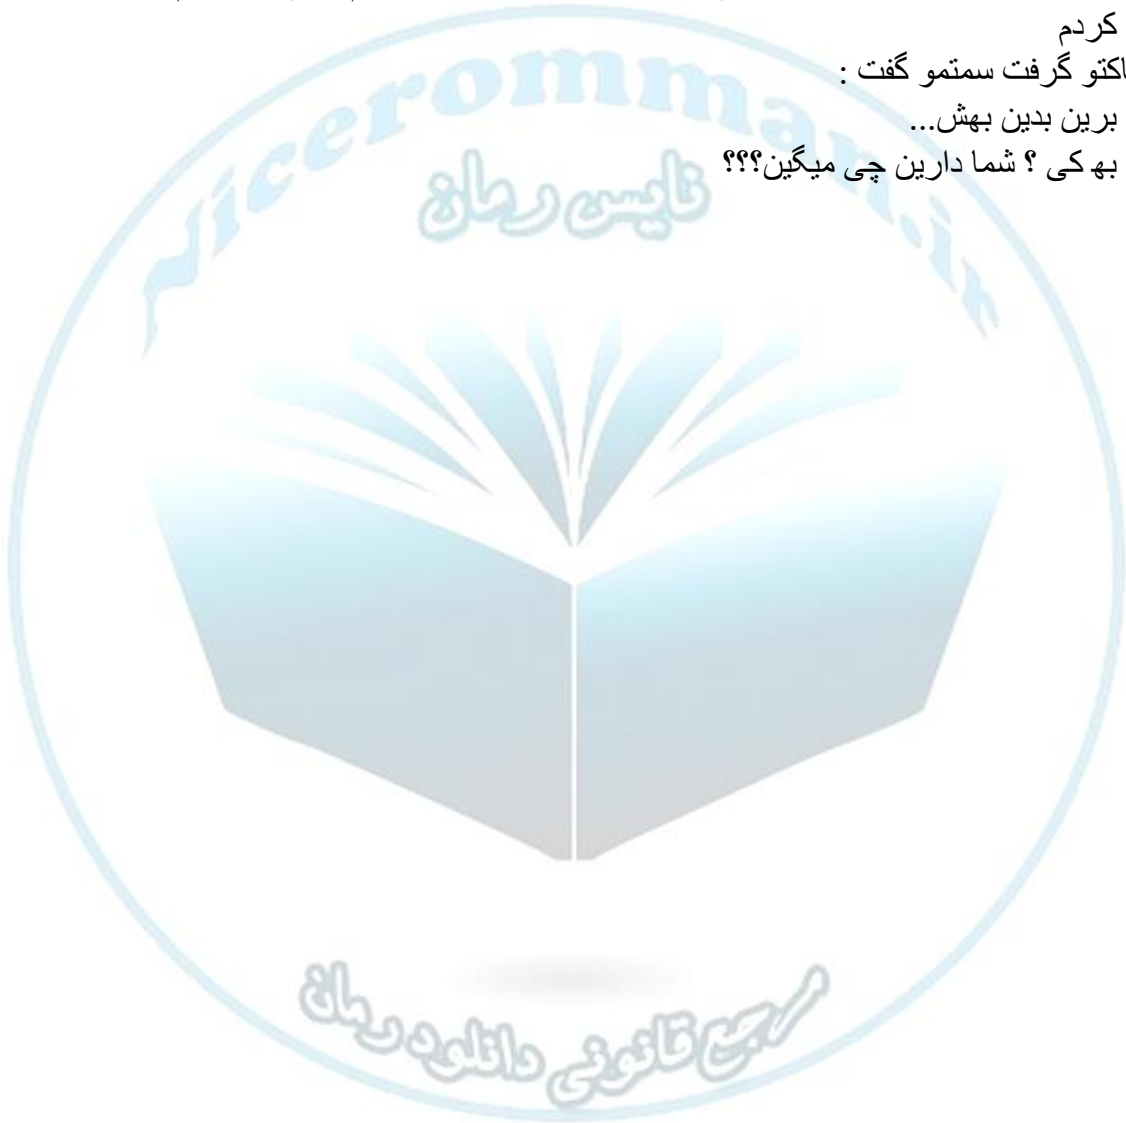 کردم
اکتو گرفت سمتمو گفت :
برین بدین بهش...
به کی ؟ شما دارین چی میگین؟؟؟
Niceromman.ir
نایس رمان
مرجع قانونی دانلود رمان